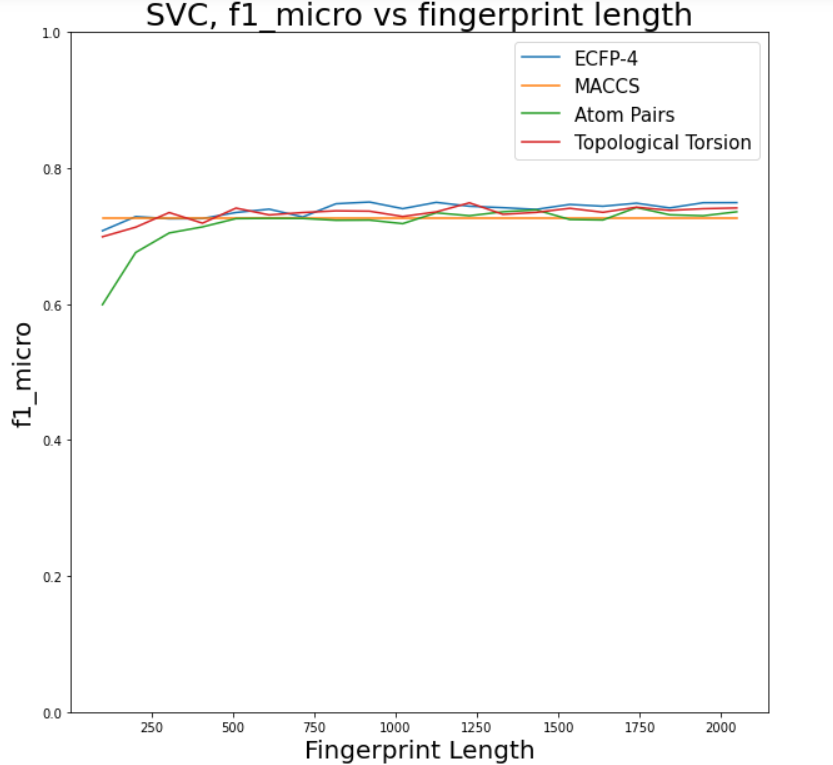 SVC, f1_micro vs fingerprint length
ECFP-4
MACCS
Atom Pairs
Topological Torsion
1.0
0.8
0.6
0.4
0.2
0.0
f1_micro
250 500 750 1000 1250 1500 1750 2000
Fingerprint Length